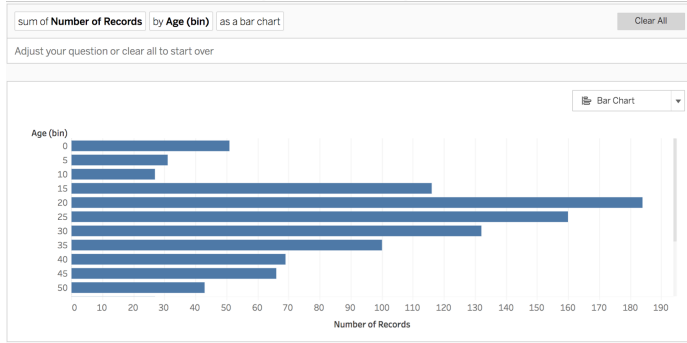 sum of Number of Records by Age (bin) as a bar chart Clear All
Adjust your question or clear all to start over
Bar Chart
Age (bin)
0
5
10
15
20
25
30
35
40
45
50
0 10 20 30 40 50 60 70 80 90 100 110 120 130 140 150 160 170 180 190
Number of Records